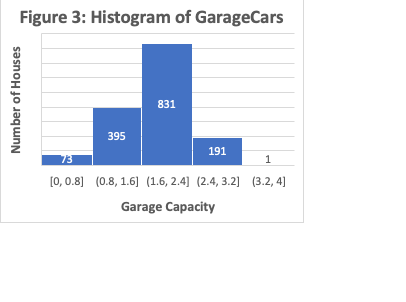 Figure 3: Histogram of GarageCars
Number of Houses
831
395
191
73
1
[0, 0.8] (0.8, 1.6] (1.6, 2.4] (2.4, 3.2] (3.2, 4]
Garage Capacity